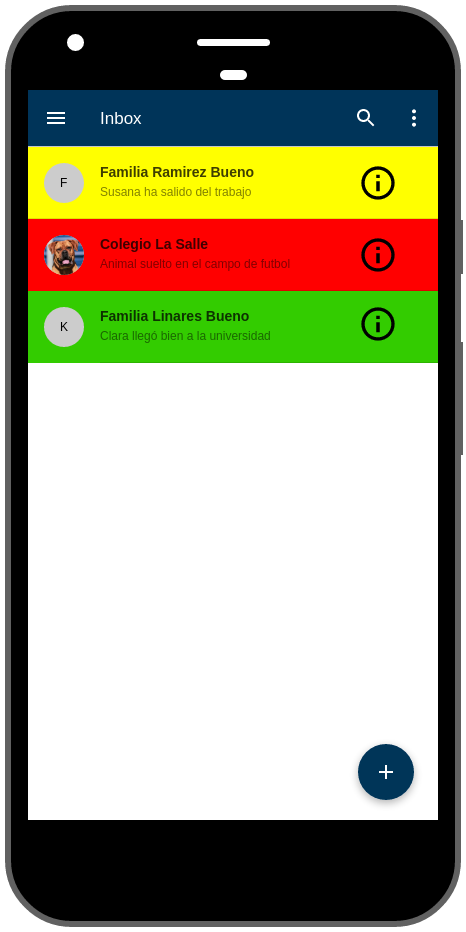 Inbox
F
Familia Ramirez Bueno
Susana ha salido del trabajo
Colegio La Salle
Animal suelto en el campo de futbol
K
Familia Linares Bueno
Clara llegó bien a la universidad